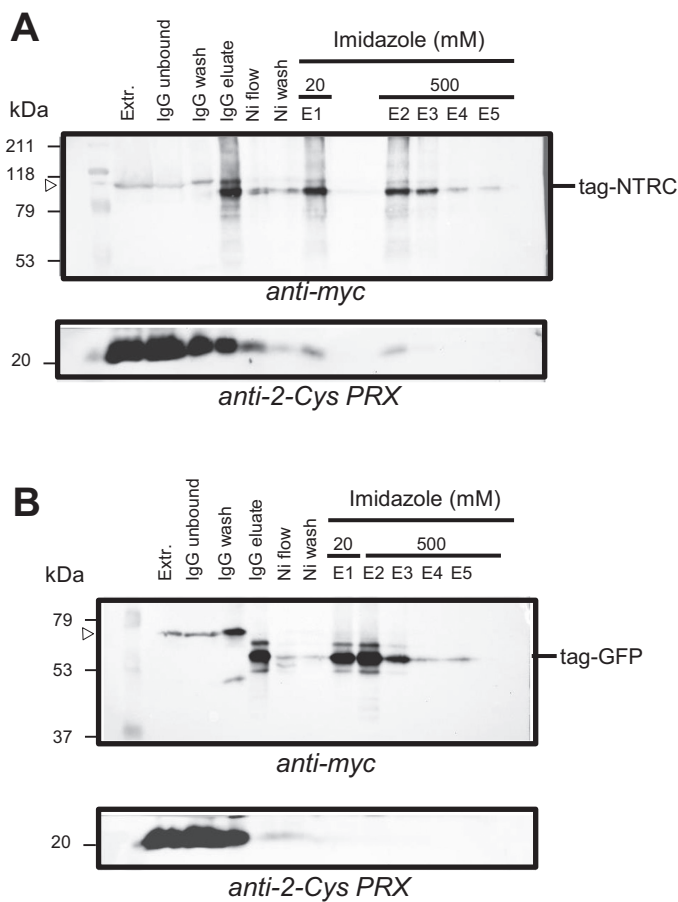 A
Imidazole (mM)
Extr.
IgG unbound
IgG wash
IgG eluate
Ni flow
Ni wash
20
500
kDa
E1
E2 E3 E4 E5
211
118
tag-NTRC
79
53
anti-myc
20
anti-2-Cys PRX
B
Imidazole (mM)
Extr.
IgG unbound
IgG wash
IgG eluate
Ni flow
Ni wash
20
500
kDa
E1 E2 E3 E4 E5
79
tag-GFP
53
37
anti-myc
20
anti-2-Cys PRX